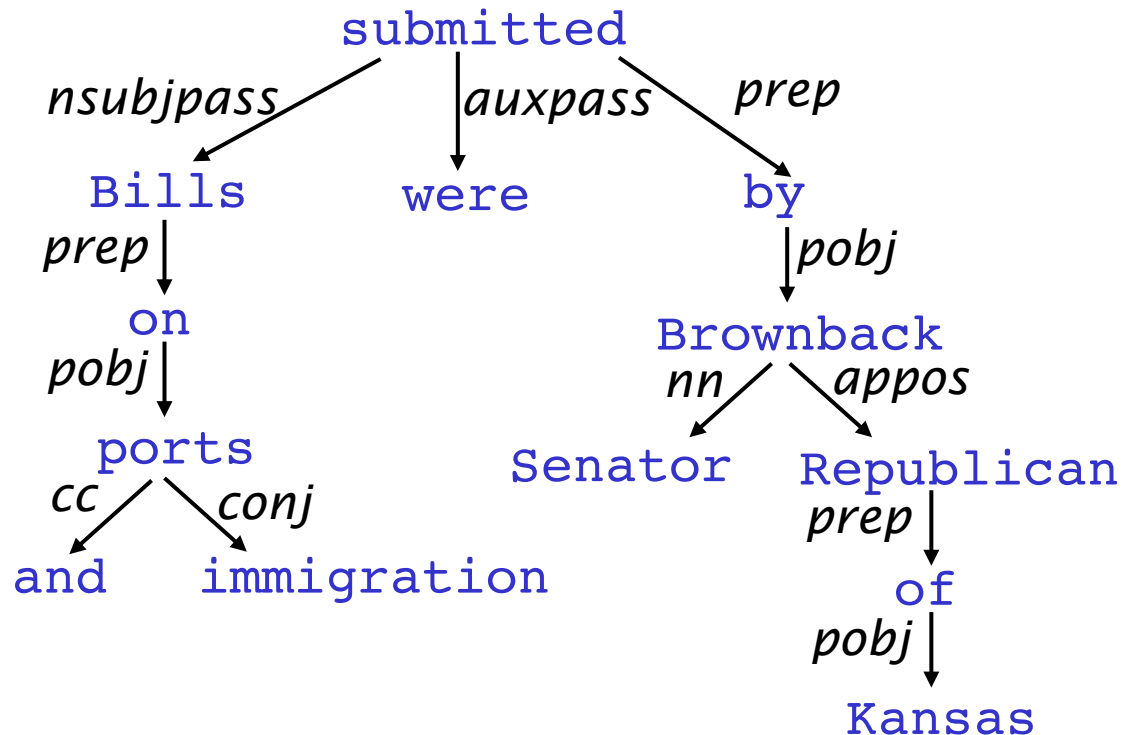 submitted
nsubjpass auxpass prep
Bills were by
prep pobj
on Brownback
pobj nn appos
ports Senator Republican
cc conj prep
and immigration of
pobj
Kansas